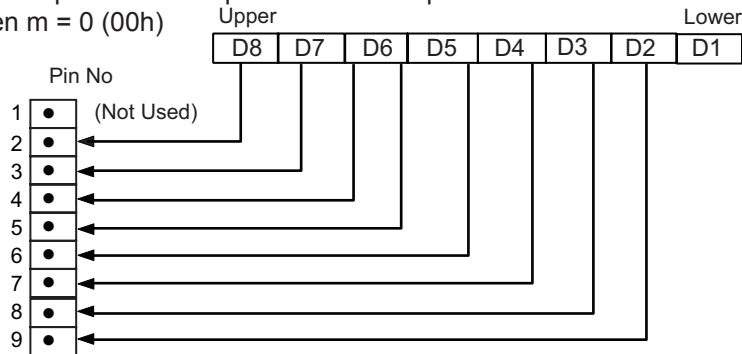 en m = 0 (00h)
Upper
Lower
D8 D7 D6 D5 D4 D3 D2 D1
Pin No
1 (Not Used)
2
3
4
5
6
7
8
9